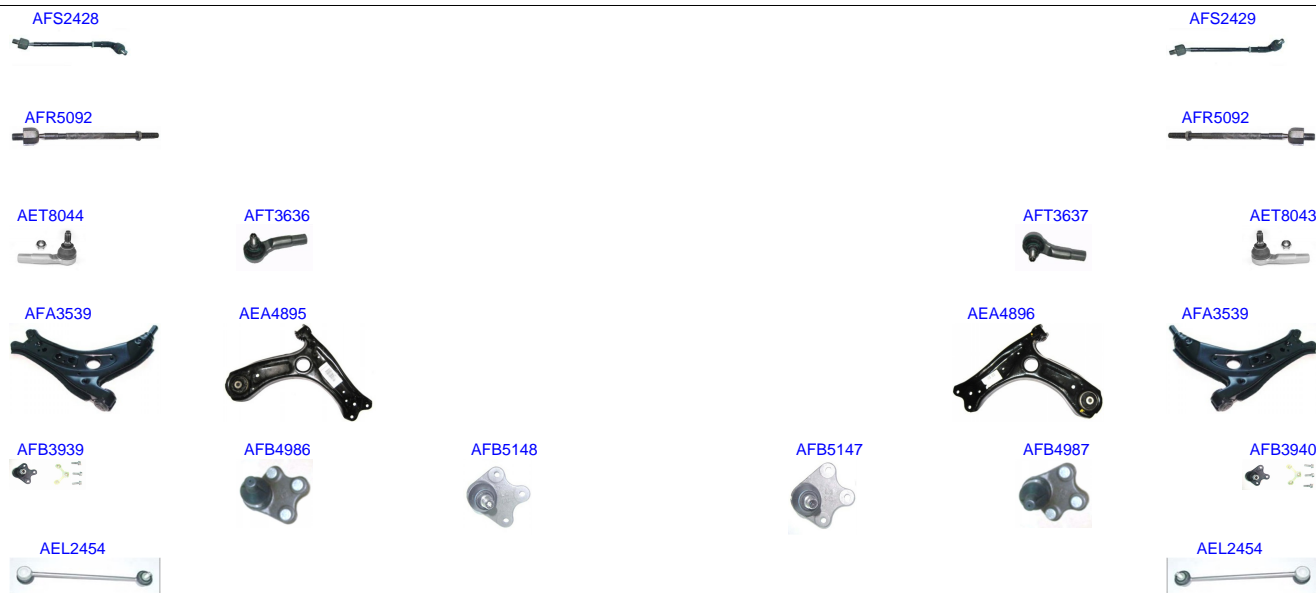 AFS2428 AFS2429
AFR5092 AFR5092
AET8044 AFT3636 AFT3637 AET8043
AFA3539 AEA4895 AEA4896 AFA3539
AFB3939 AFB4986 AFB5148 AFB5147 AFB4987 AFB3940
AEL2454 AEL2454